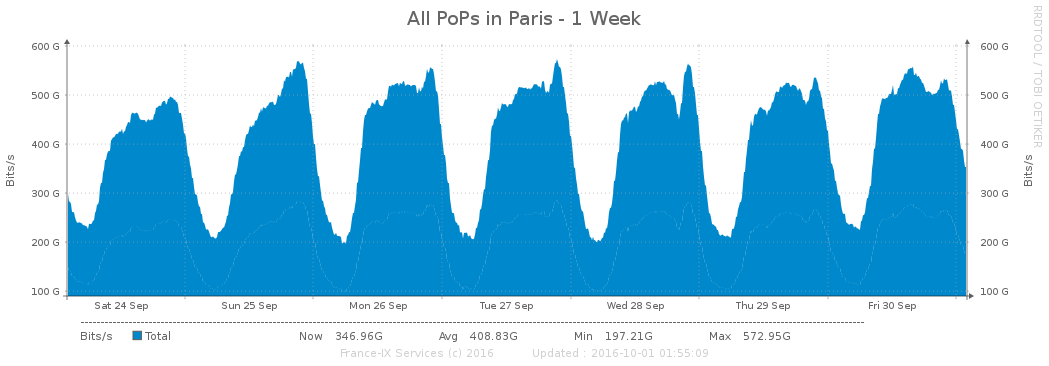 All PoPs in Paris - 1 Week
RRDTOOL / TOBI OETIKER
600 G 600 G
500 G 500 G
400 G 400 G
300 G 300 G
200 G 200 G
100 G 100 G
Bits/s
Bits/s
Sat 24 Sep Sun 25 Sep Mon 26 Sep Tue 27 Sep Wed 28 Sep Thu 29 Sep Fri 30 Sep
Bits/s Total Now 346.96G Avg 408.83G Min 197.21G Max 572.95G
France-IX Services (c) 2016 Updated : 2016-10-01 01:55:09